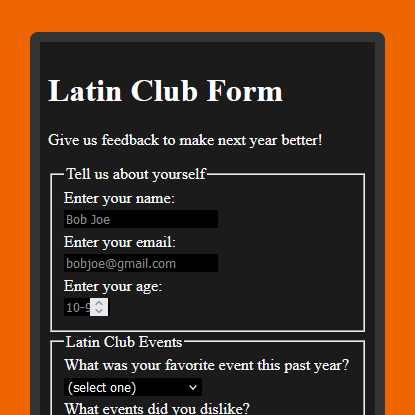 Latin Club Form
Give us feedback to make next year better!
Tell us about yourself
Enter your name:
Bob Joe
Enter your email:
bobjoe@gmail.com
Enter your age:
10-9
Latin Club Events
What was your favorite event this past year?
(select one)
What events did you dislike?